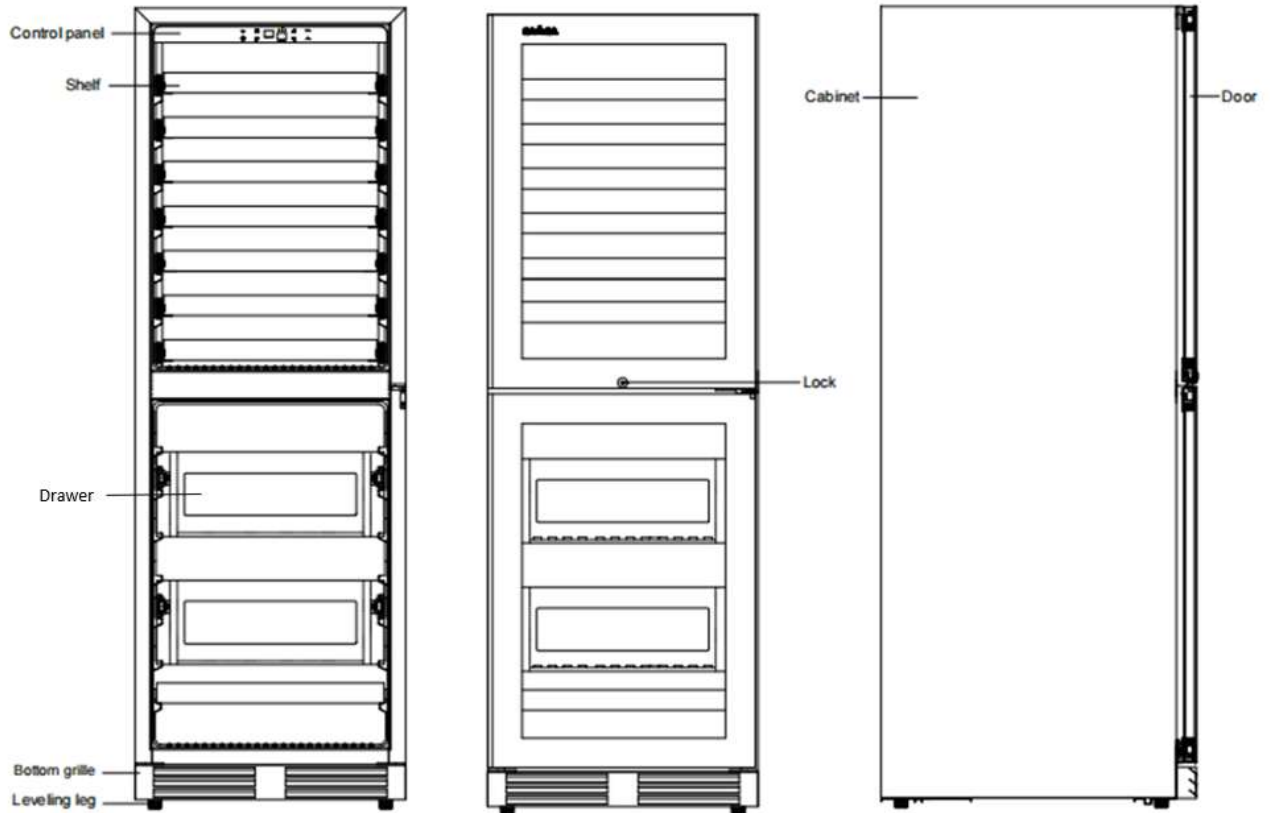 Control panel
Shelf
Drawer
Bottom grille
Leveling leg
Lock
Cabinet
Door